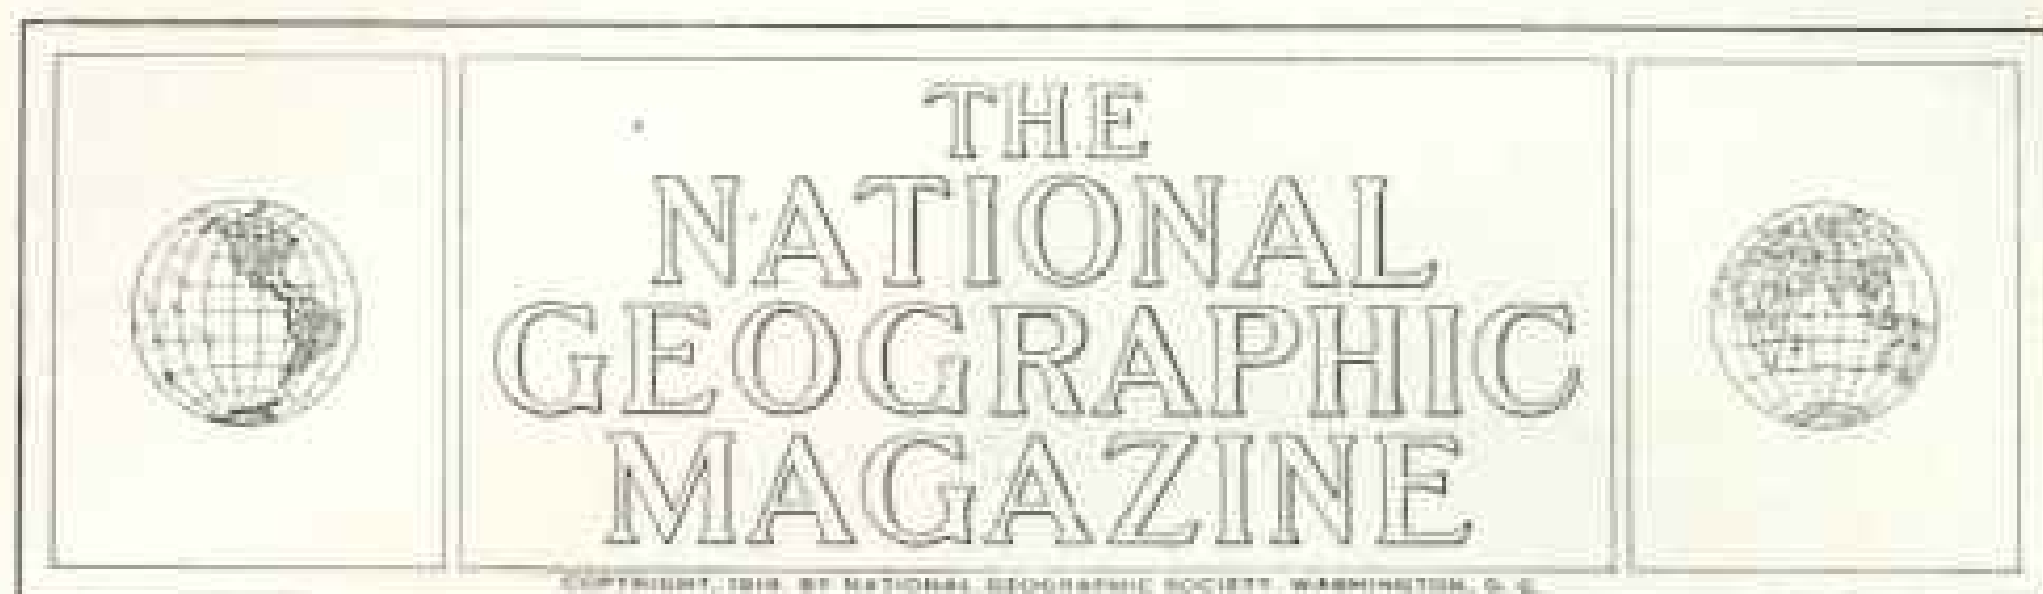 THE
NATIONAL
GEOGRAPHIC
MAGAZINE
COPYRIGHT, BY NATIONAL GEOGRAPHIC SOCIETY, WASHINGTON, D. C.